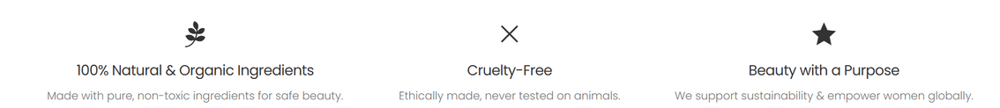 100% Natural & Organic Ingredients
Made with pure, non-toxic ingredients for safe beauty.
Cruelty-Free
Ethically made, never tested on animals.
Beauty with a Purpose
We support sustainability & empower women globally.